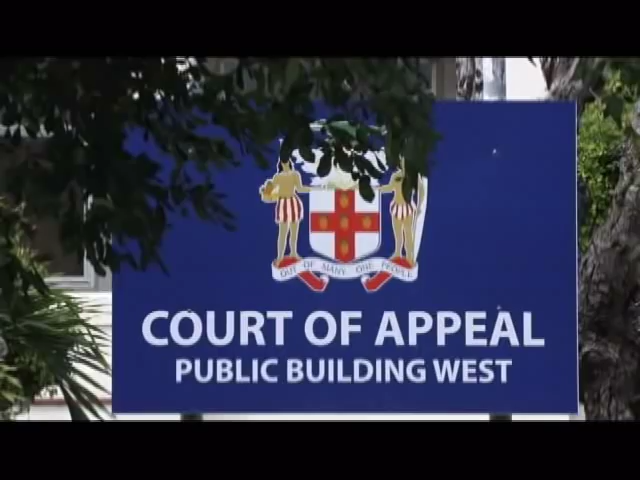 OUT OF MANY ONE PEOPLE
COURT OF APPEAL
PUBLIC BUILDING WEST